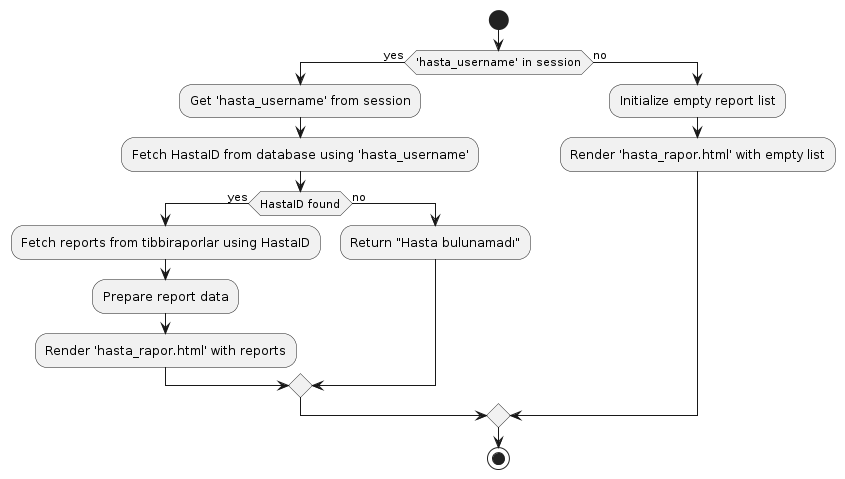 yes
'hasta_username' in session
no
Get 'hasta_username' from session
Initialize empty report list
Fetch HastaID from database using 'hasta_username'
Render 'hasta_rapor.html' with empty list
yes
HastaID found
no
Fetch reports from tibbiraporlar using HastaID
Return "Hasta bulunamadı"
Prepare report data
Render 'hasta_rapor.html' with reports